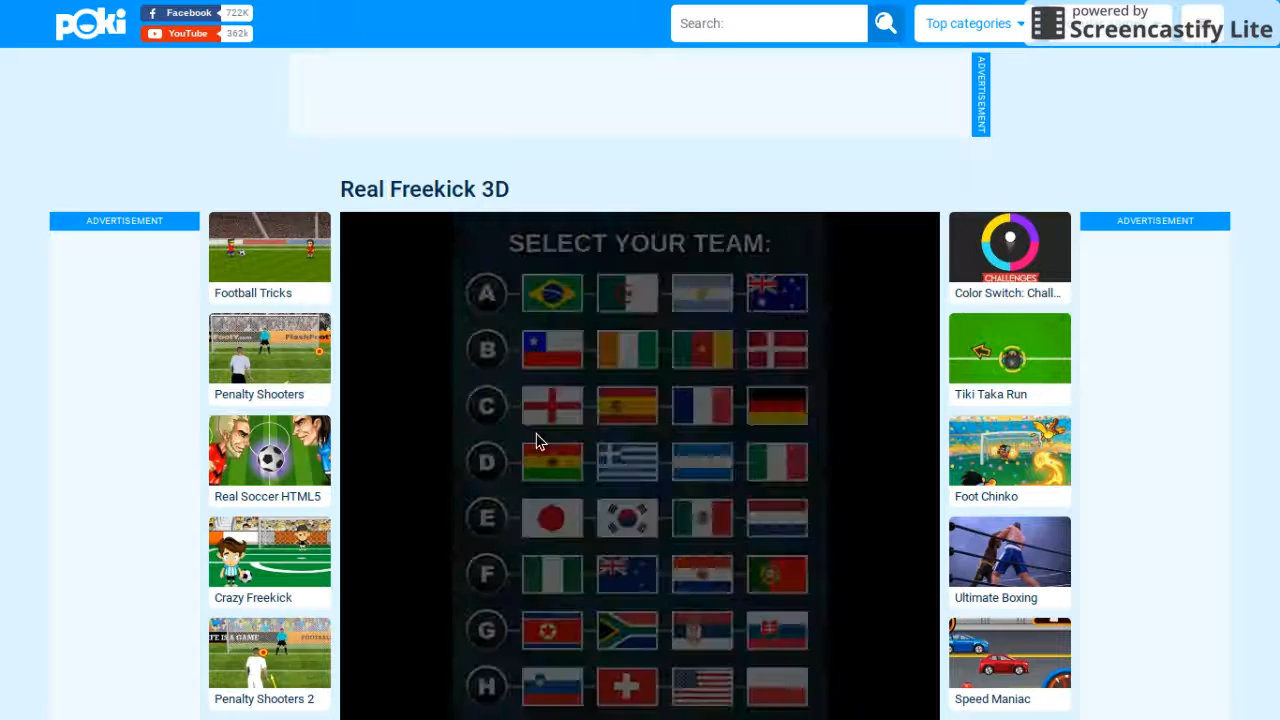 poki
Facebook 722K
YouTube 362k
Search:
Top categories
powered by
Screencastify Lite
ADVERTISEMENT
Real Freekick 3D
ADVERTISEMENT
ADVERTISEMENT
SELECT YOUR TEAM:
A
B
C
D
E
F
G
H
Football Tricks
Penalty Shooters
Real Soccer HTML5
Crazy Freekick
Penalty Shooters 2
CHALLENGES
Color Switch: Chall...
Tiki Taka Run
Foot Chinko
Ultimate Boxing
Speed Maniac